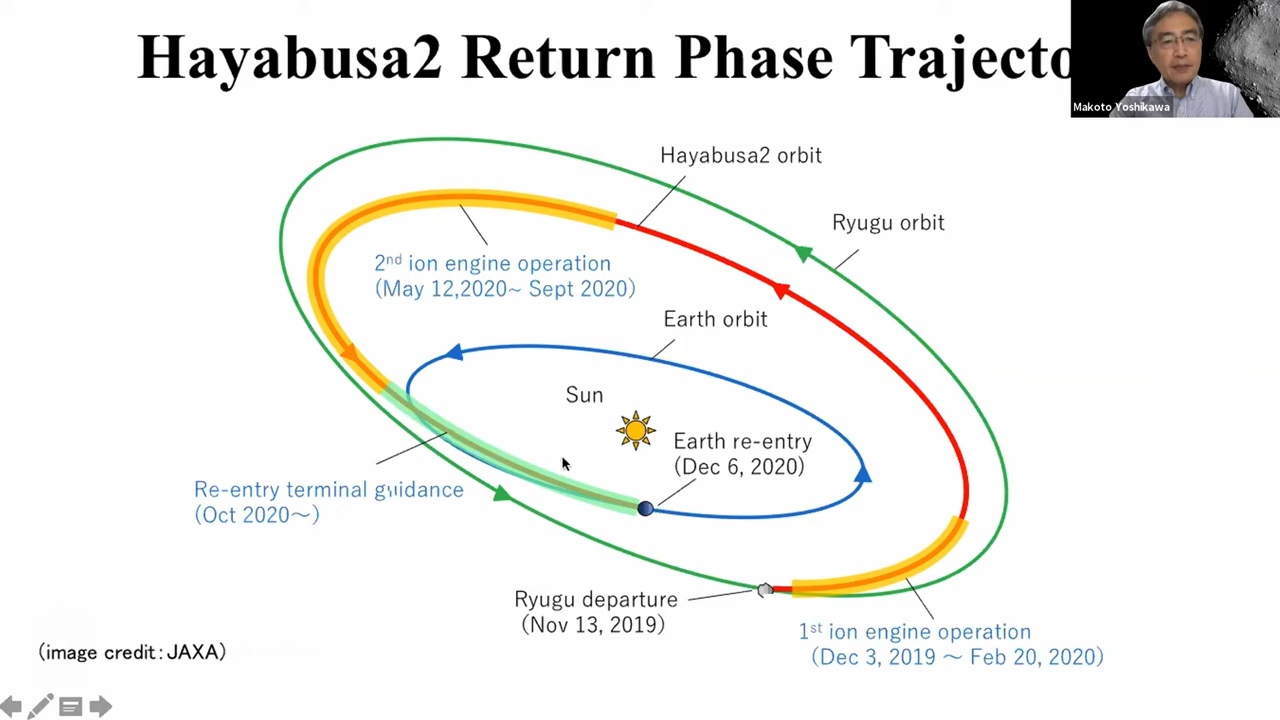 Hayabusa2 Return Phase Trajecto
Makoto Yoshikawa
Hayabusa2 orbit
Ryugu orbit
2nd ion engine operation
(May 12,2020~ Sept 2020)
Earth orbit
Sun
Earth re-entry
(Dec 6, 2020)
Re-entry terminal guidance
(Oct 2020～)
Ryugu departure
(Nov 13, 2019)
1st ion engine operation
(Dec 3, 2019 ～ Feb 20, 2020)
(image credit: JAXA)